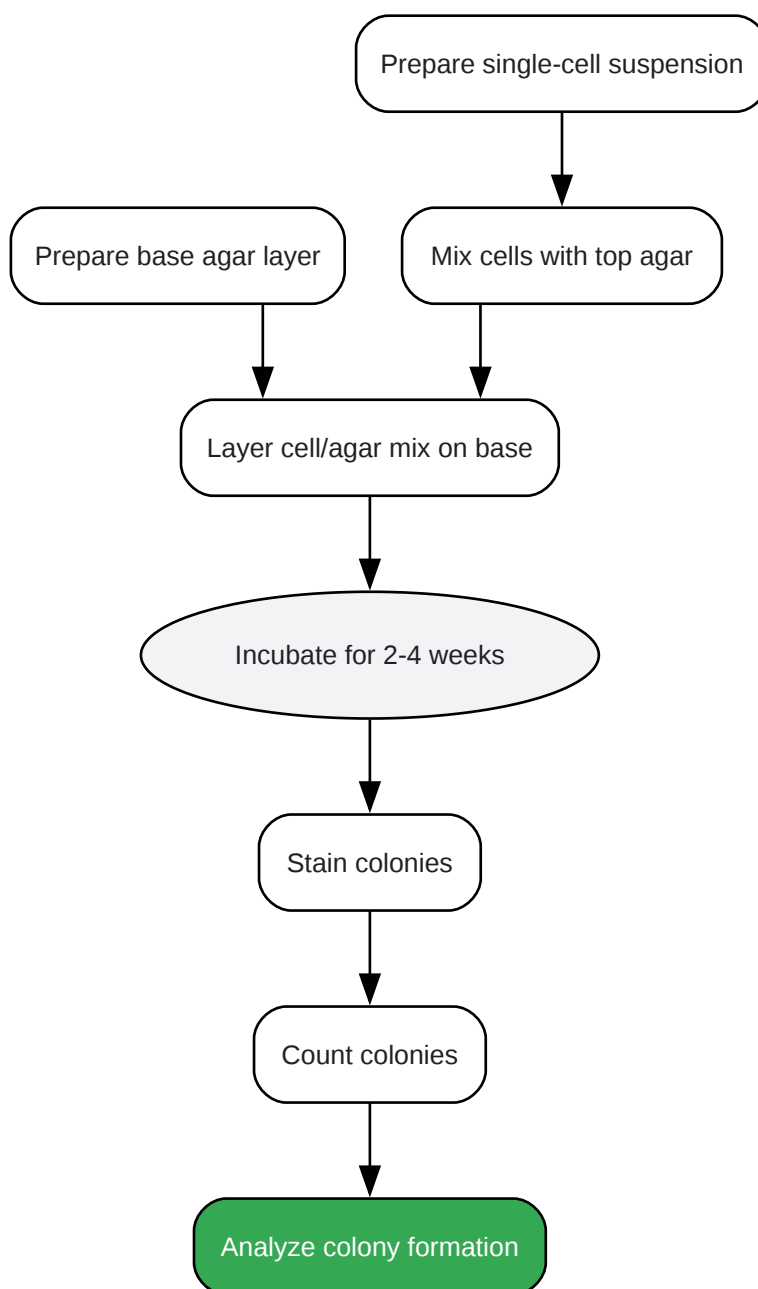 Prepare single-cell suspension
Prepare base agar layer
Mix cells with top agar
Layer cell/agar mix on base
Incubate for 2-4 weeks
Stain colonies
Count colonies
Analyze colony formation